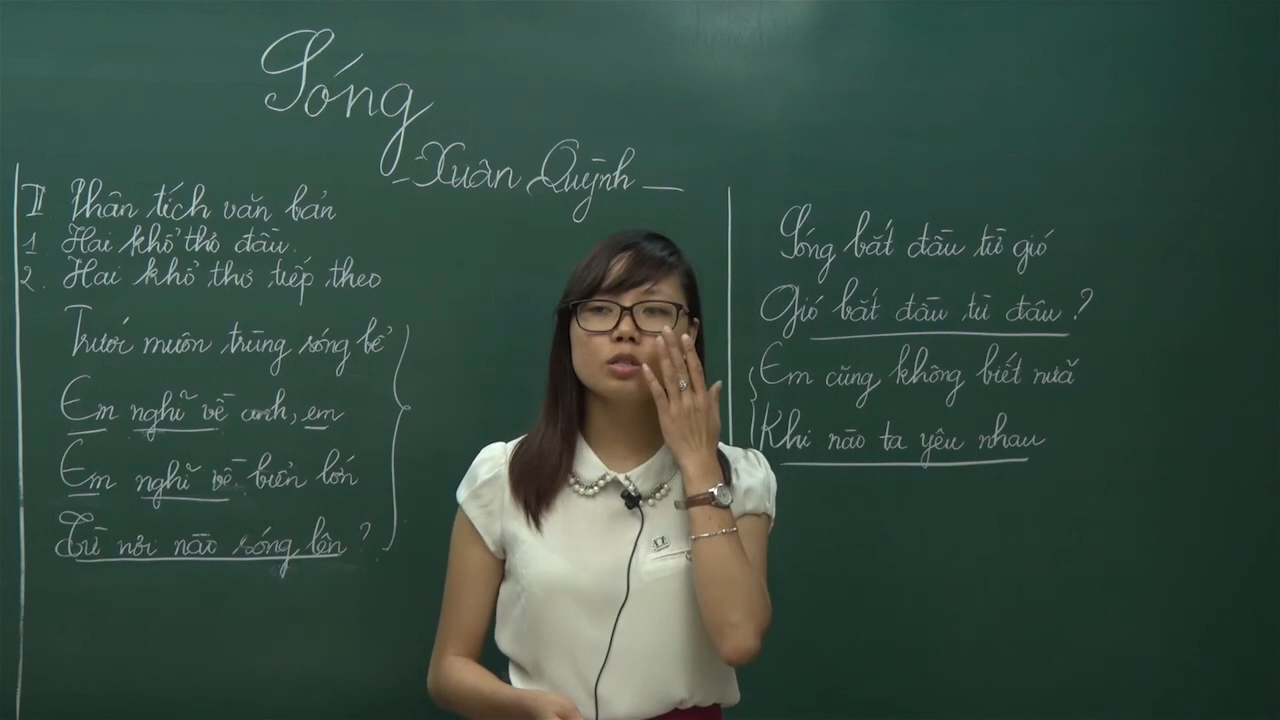 Sóng
- Xuân Quỳnh -
II Phân tích văn bản
1. Hai khổ thơ đầu.
2. Hai khổ thơ tiếp theo
Trước muôn trùng sóng bể
Em nghĩ về anh, em
Em nghĩ về biển lớn
Từ nơi nào sóng lên?
Sóng bắt đầu từ gió
Gió bắt đầu từ đâu?
Em cũng không biết nữa
Khi nào ta yêu nhau